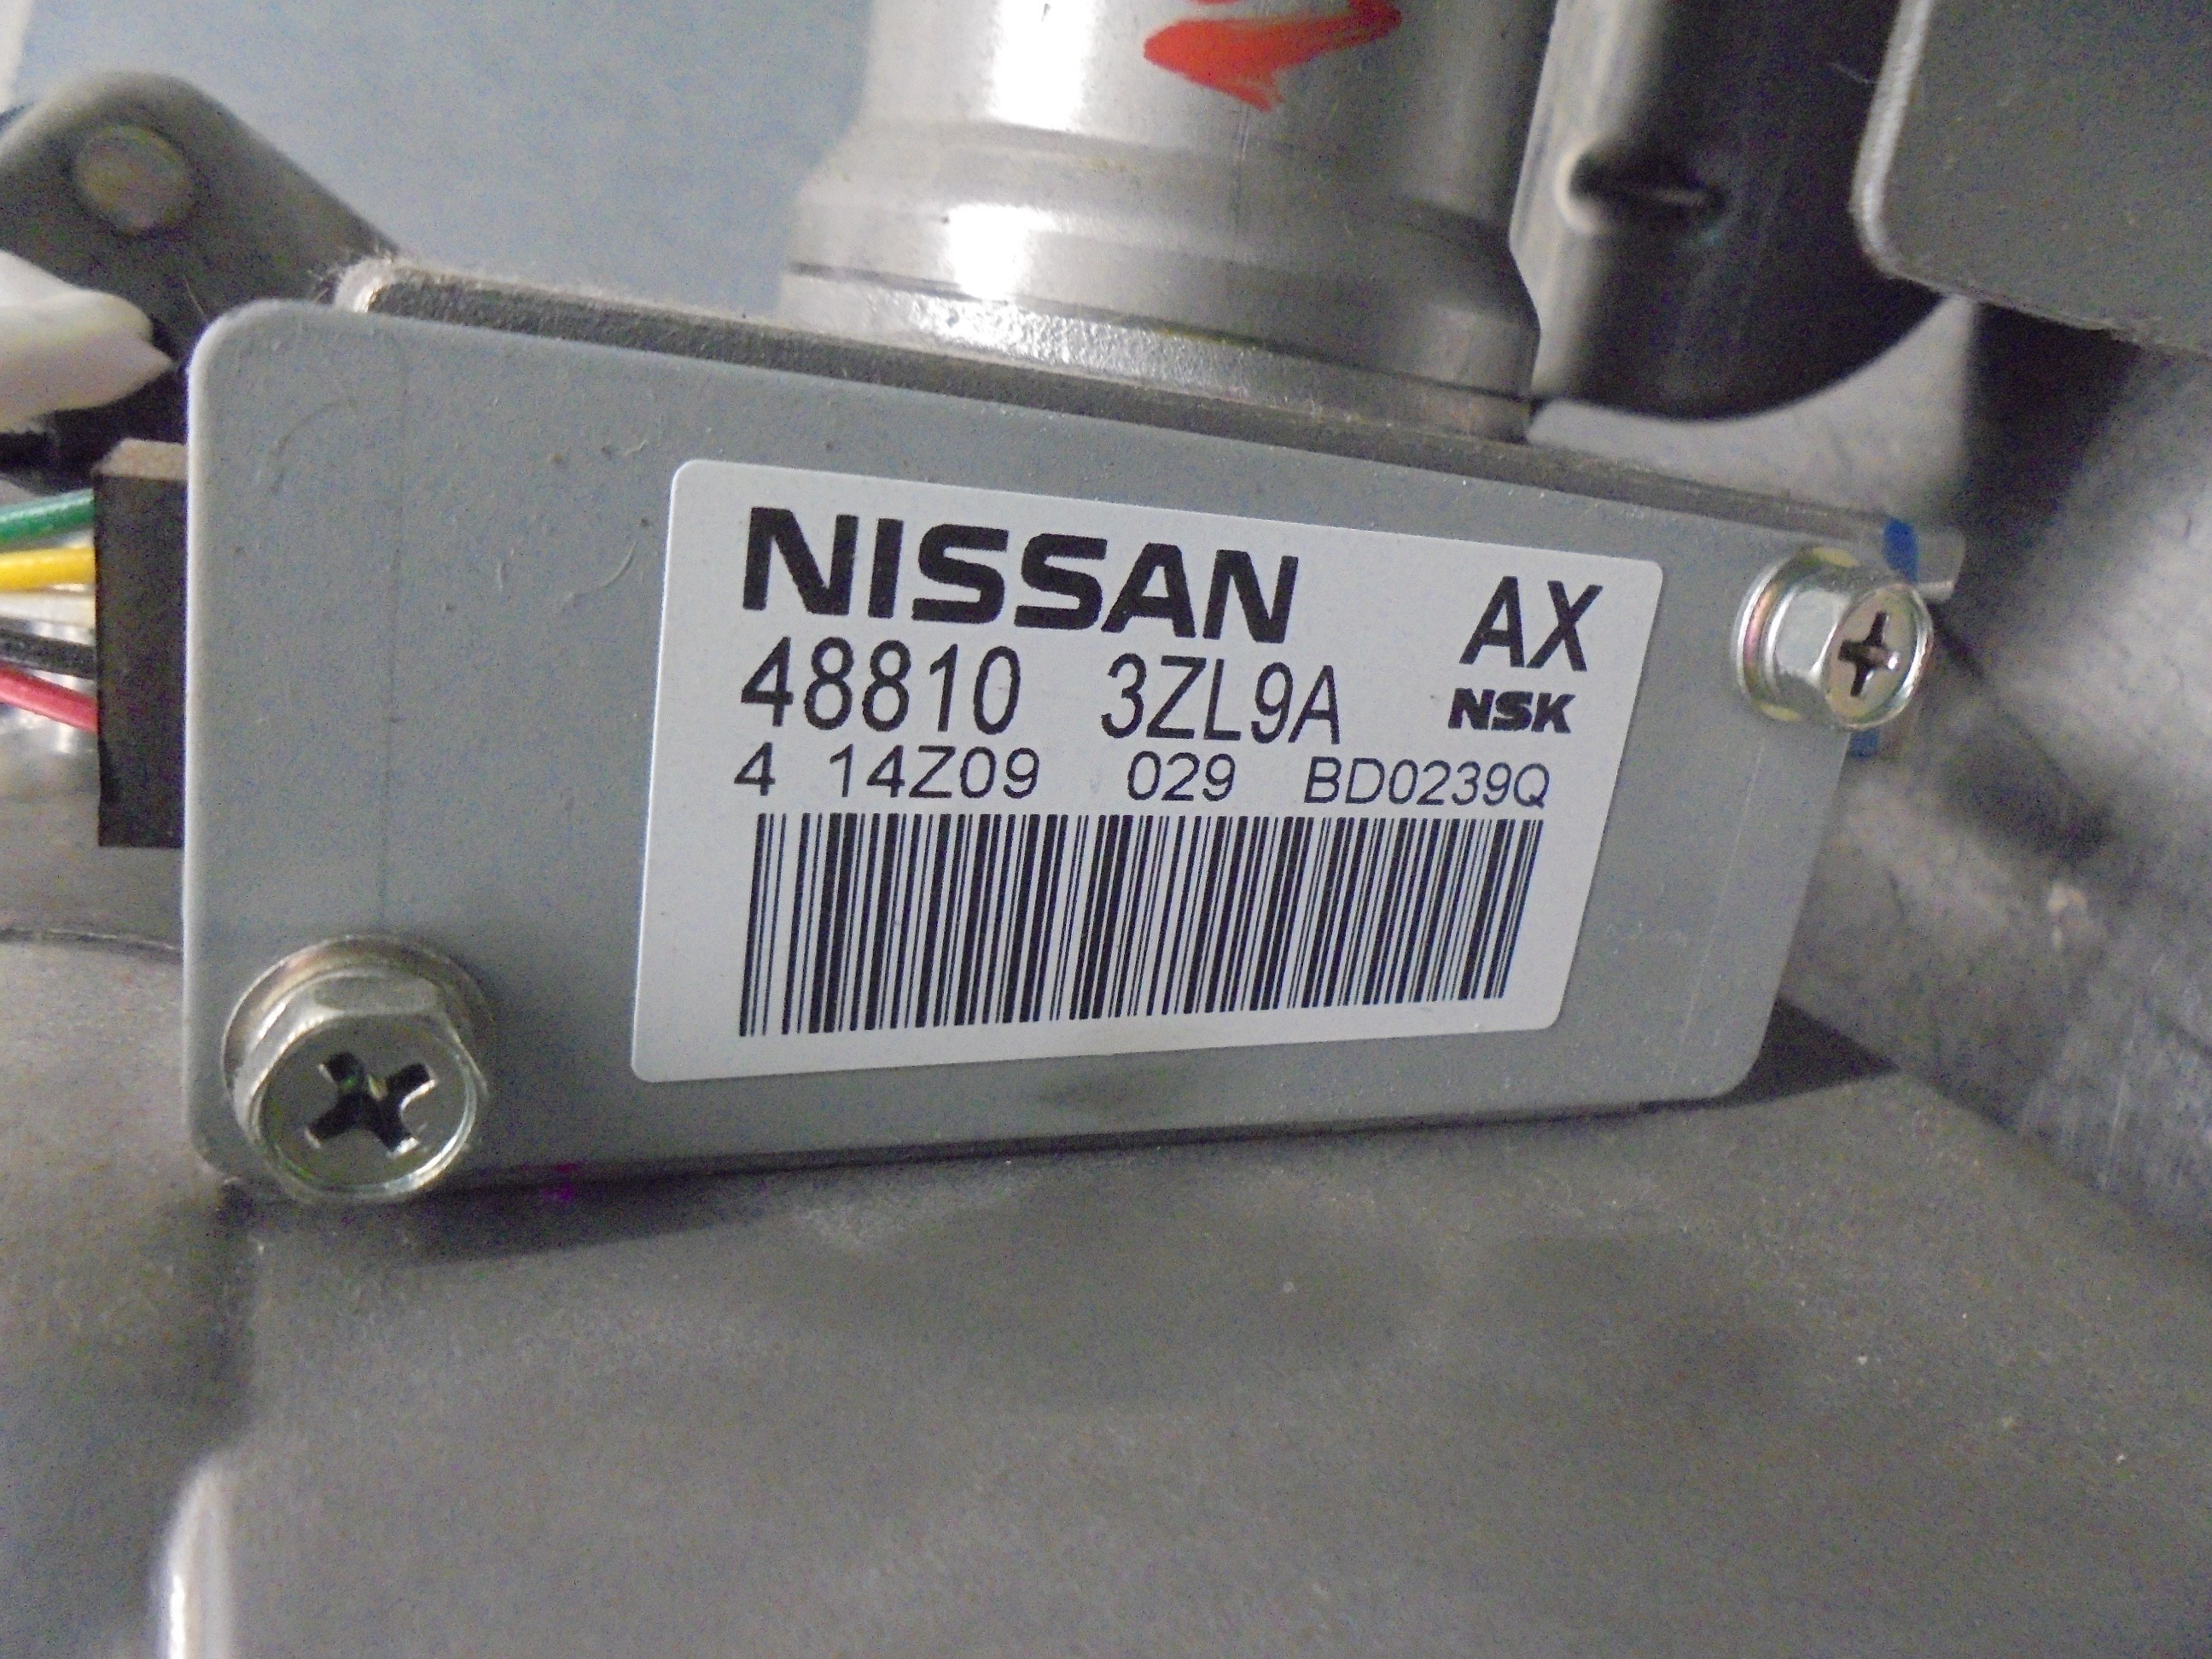 NISSAN AX
48810 3ZL9A NSK
4 14Z09 029 BD0239Q